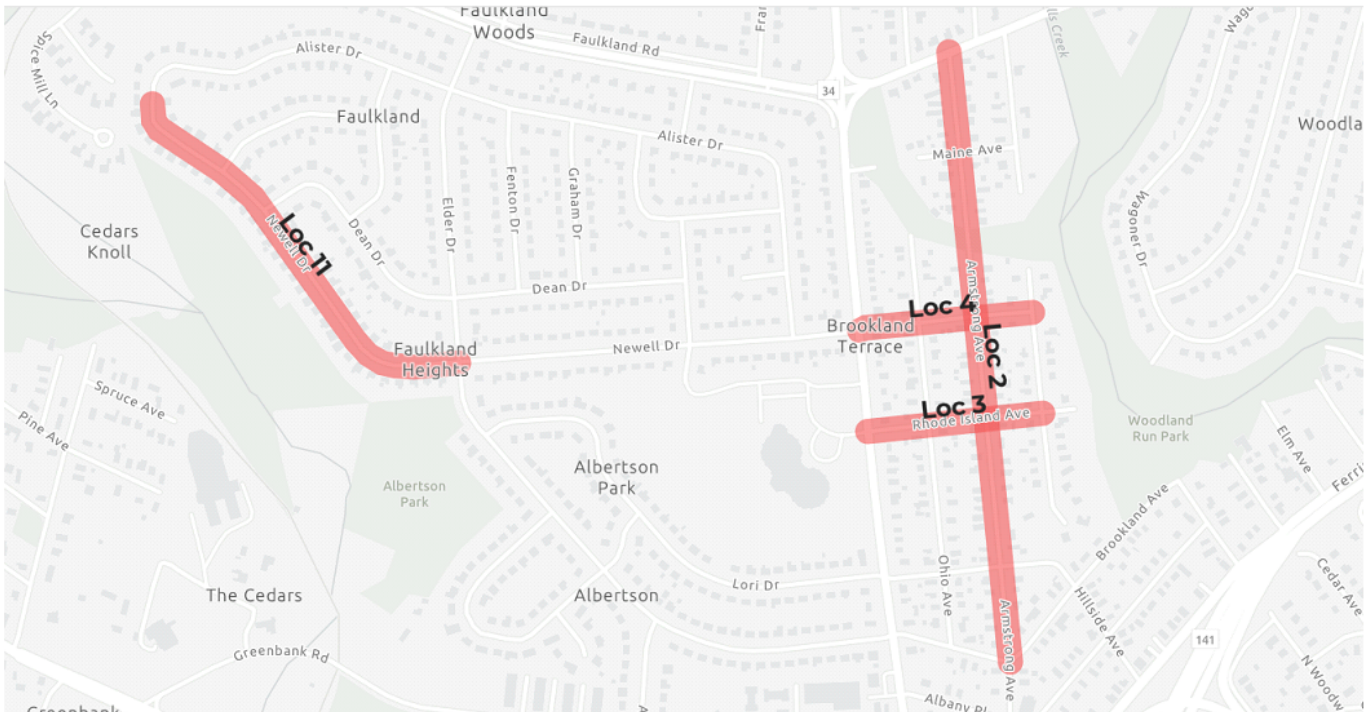 Faulkland
Woods
Faulkland Rd
Alister Dr
Spice Mill Ln
Faulkland
34
Maine Ave
Woodla
Alister Dr
Fenton Dr
Graham Dr
Elder Dr
Dean Dr
Wagoner Dr
Cedars
Knoll
Loc 11
Newell Dr
Dean Dr
Armstrong Ave
Loc 4
Brookland
Terrace
Loc 2
Newell Dr
Faulkland
Heights
Loc 3
Rhode Island Ave
Spruce Ave
Pine Ave
Woodland
Run Park
Elm Ave
Albertson
Park
Albertson
Park
Ferri
Brookland Ave
Lori Dr
Ohio Ave
Hillside Ave
Cedar Ave
The Cedars
Albertson
Armstrong Ave
141
Greenbank Rd
N Woodw
Albany Pl
Greenbank